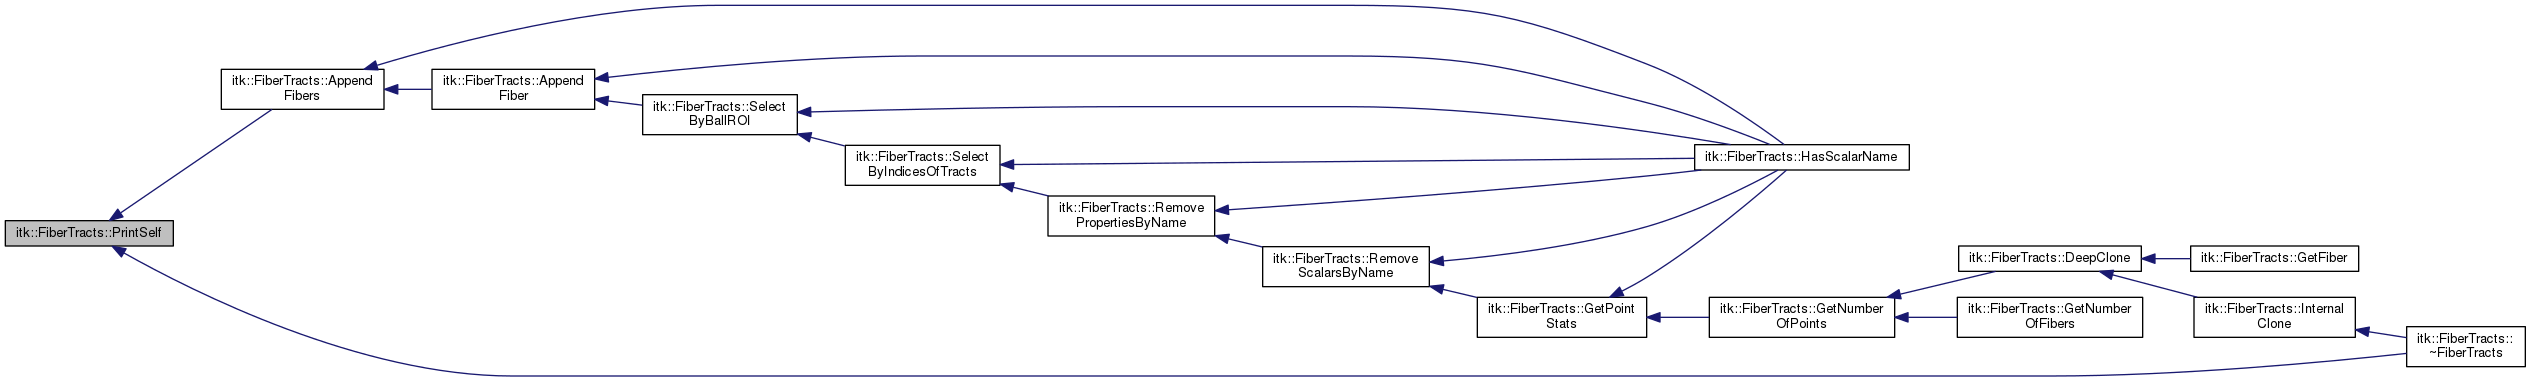 itk::FiberTracts::PrintSelf
itk::FiberTracts::Append
Fibers
itk::FiberTracts::Append
Fiber
itk::FiberTracts::Select
ByBallROI
itk::FiberTracts::Select
ByIndicesOfTracts
itk::FiberTracts::Remove
PropertiesByName
itk::FiberTracts::Remove
ScalarsByName
itk::FiberTracts::GetPoint
Stats
itk::FiberTracts::HasScalarName
itk::FiberTracts::GetNumber
OfPoints
itk::FiberTracts::DeepClone
itk::FiberTracts::GetNumber
OfFibers
itk::FiberTracts::GetFiber
itk::FiberTracts::Internal
Clone
itk::FiberTracts::
~FiberTracts